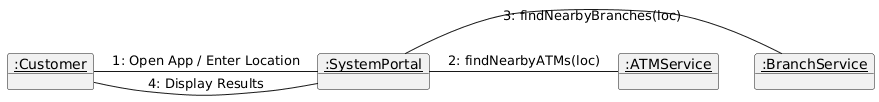 3: findNearbyBranches(loc)
:Customer
1: Open App / Enter Location
:SystemPortal
2: findNearbyATMs(loc)
:ATMService
:BranchService
4: Display Results